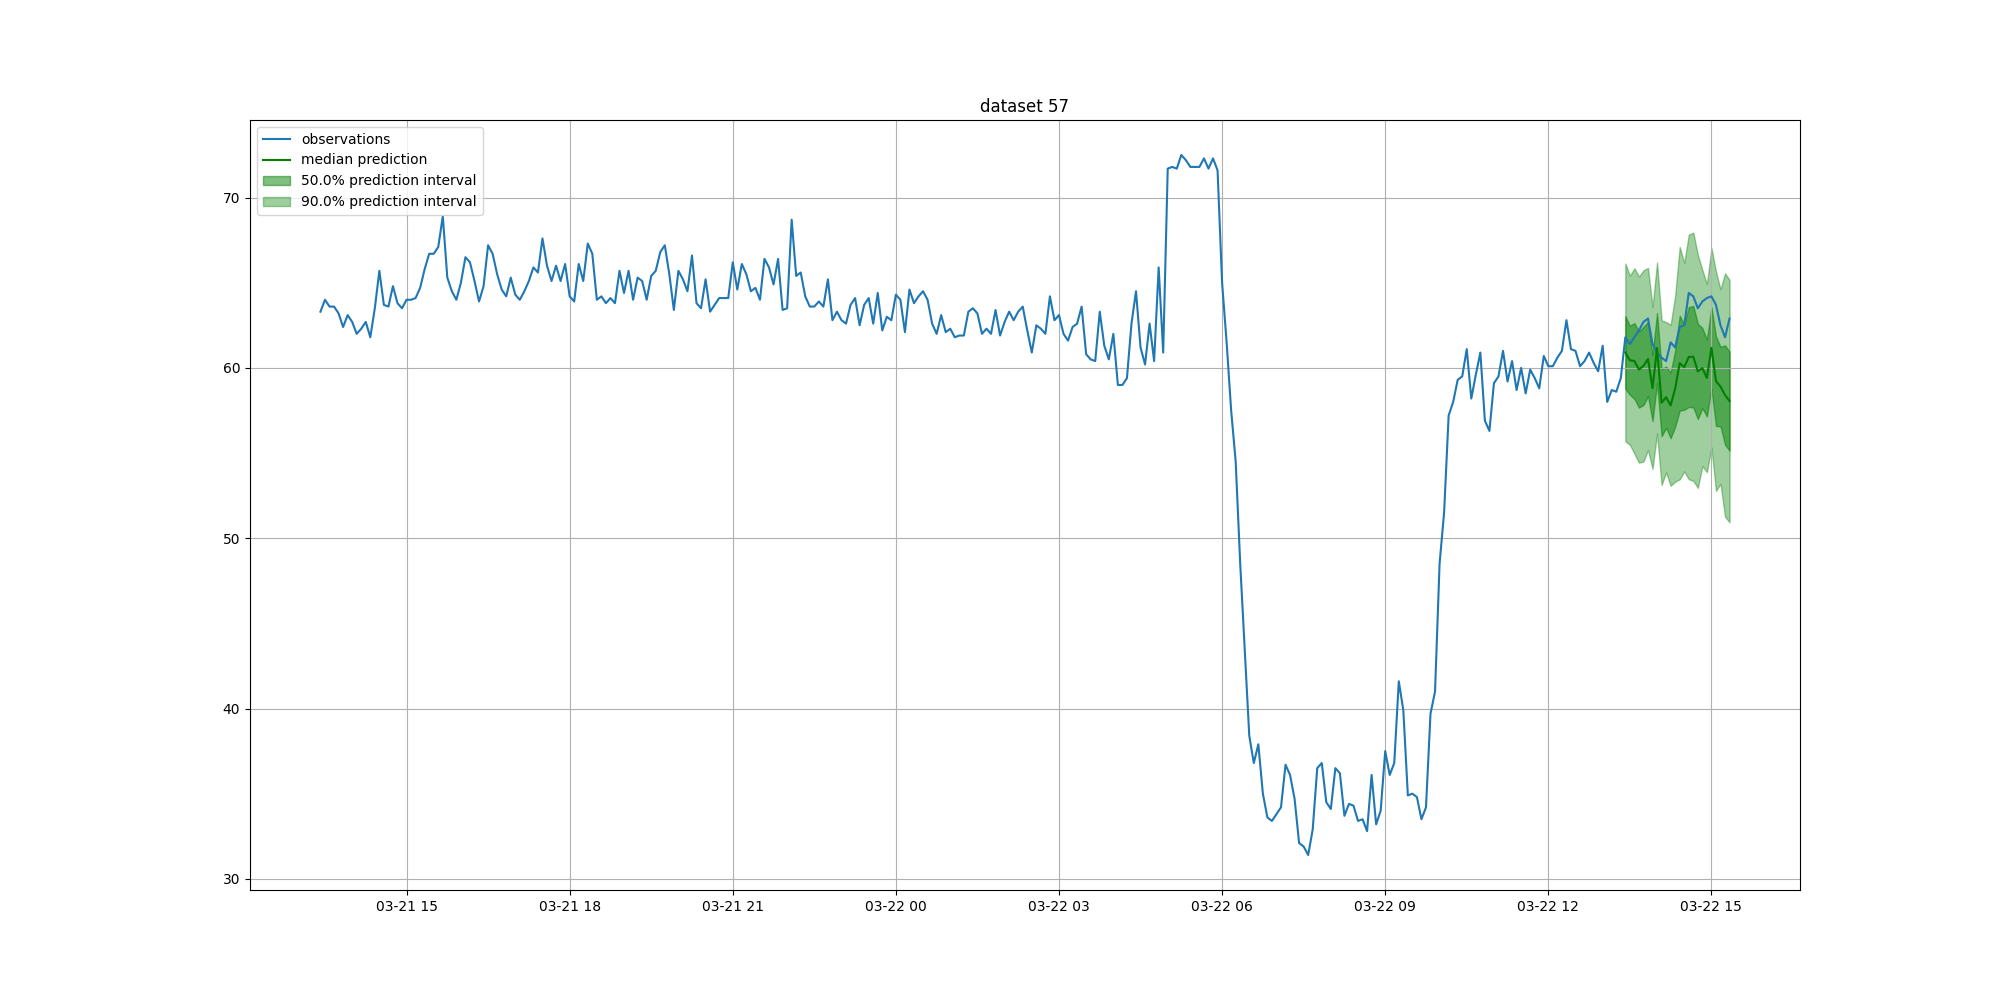 dataset 57
observations
median prediction
50.0% prediction interval
90.0% prediction interval
70
60
50
40
30
03-21 15
03-21 18
03-21 21
03-22 00
03-22 03
03-22 06
03-22 09
03-22 12
03-22 15